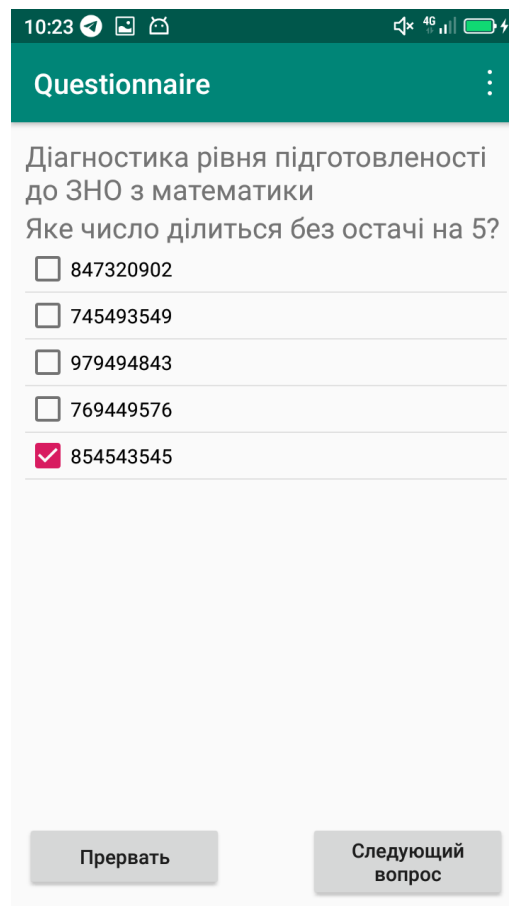 10:23
4G
Questionnaire
Діагностика рівня підготовленості
до ЗНО з математики
Яке число ділиться без остачі на 5?
847320902
745493549
979494843
769449576
854543545
Прервать
Следующий
вопрос